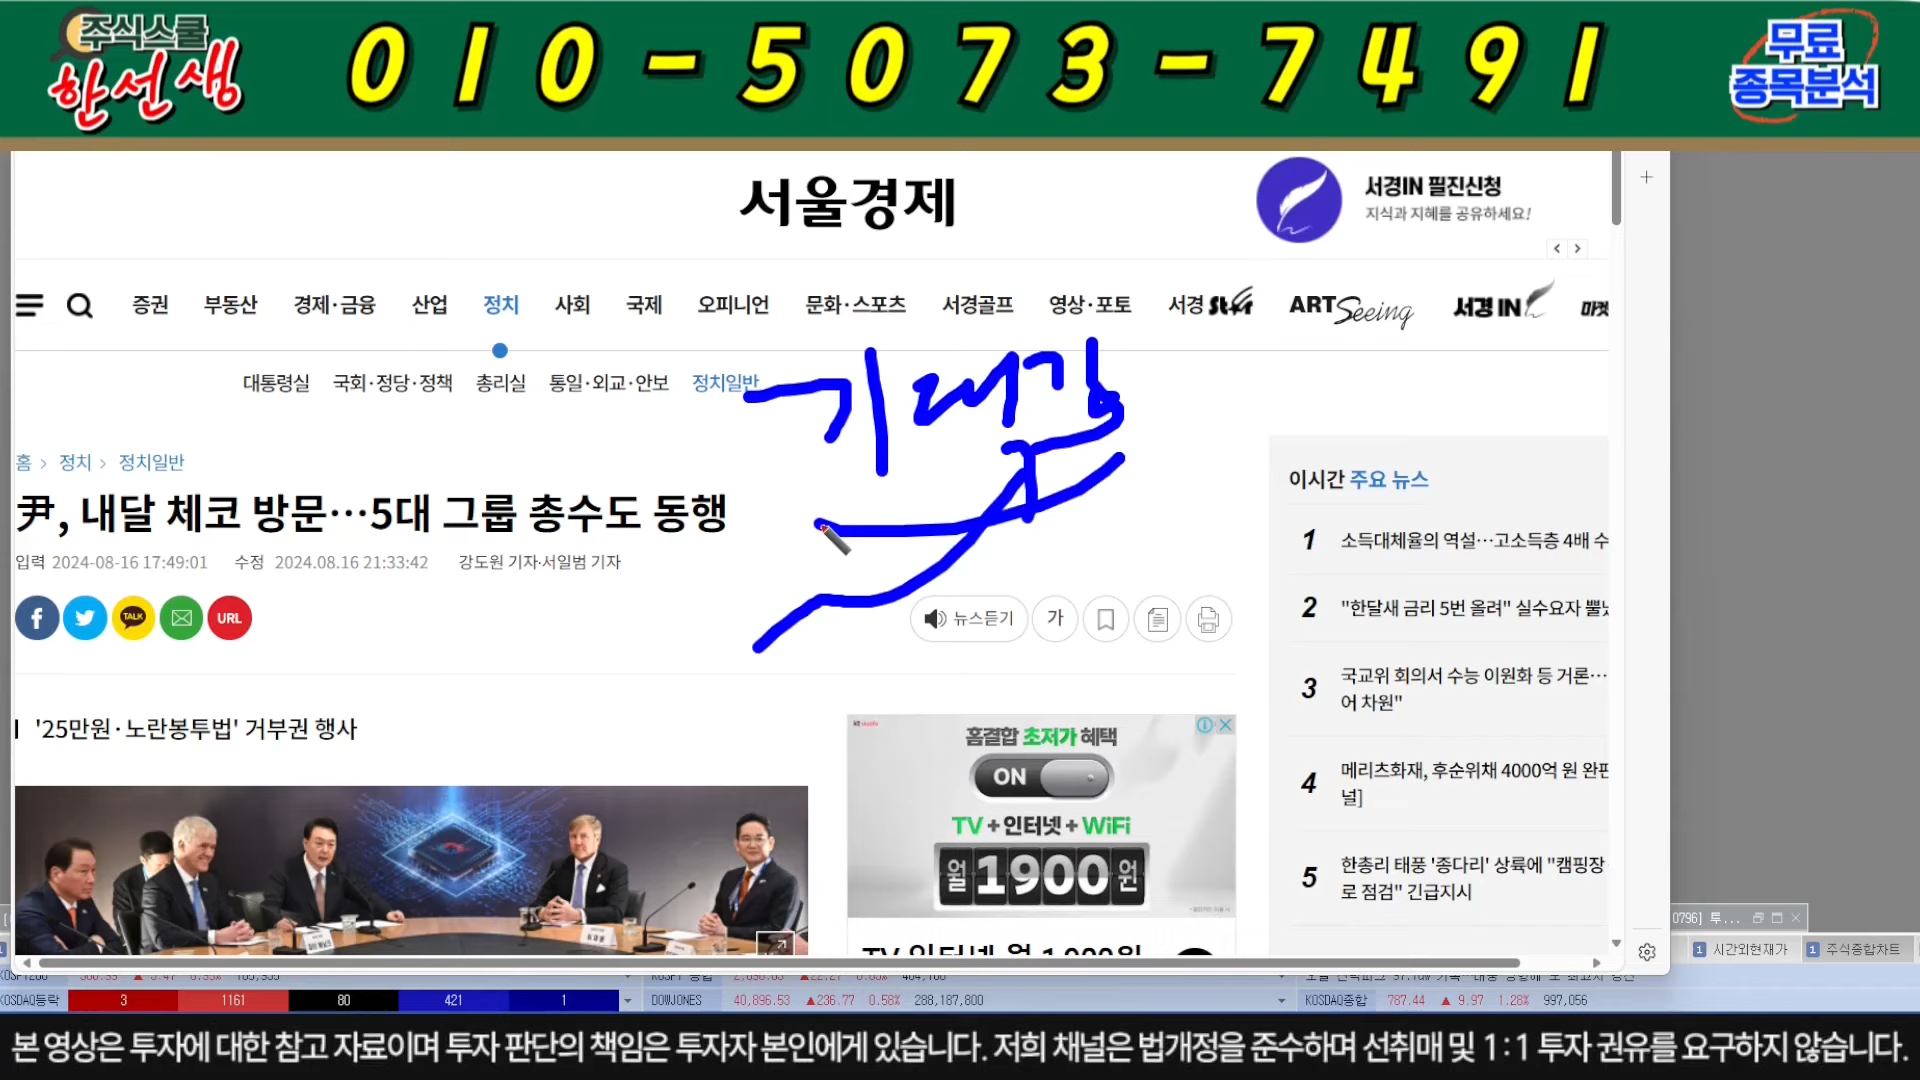 주식스쿨
한선생
010-5073-7491
무료
종목분석
서울경제
서경IN 필진신청
지식과 지혜를 공유하세요!
증권 부동산 경제·금융 산업 정치 사회 국제 오피니언 문화·스포츠 서경골프 영상·포토 서경 star ART Seeing 서경IN 마켓
대통령실 국회·정당·정책 총리실 통일·외교·안보 정치일반
기대감
홈 > 정치 > 정치일반
尹, 내달 체코 방문…5대 그룹 총수도 동행
입력 2024-08-16 17:49:01 수정 2024.08.16 21:33:42 강도원 기자·서일범 기자
TALK
URL
뉴스듣기 가
'25만원·노란봉투법' 거부권 행사
홈결합 초저가 혜택
ON
TV+인터넷+WiFi
월 1900 원
이시간 주요 뉴스
1 소득대체율의 역설…고소득층 4배 수
2 "한달새 금리 5번 올려" 실수요자 뿔났
3 국교위 회의서 수능 이원화 등 거론…
어 차원"
4 메리츠화재, 후순위채 4000억 원 완판
널]
5 한총리 태풍 '종다리' 상륙에 "캠핑장
로 점검" 긴급지시
0796] 투...
1 시간외현재가 1 주식종합차트
KOSDAQ등락 3 1161 80 421 1 DOWJONES 40,896.53 ▲236.77 0.58% 288,187,800 KOSDAQ종합 787.44 ▲ 9.97 1.28% 997,056
본 영상은 투자에 대한 참고 자료이며 투자 판단의 책임은 투자자 본인에게 있습니다. 저희 채널은 법개정을 준수하며 선취매 및 1:1 투자 권유를 요구하지 않습니다.